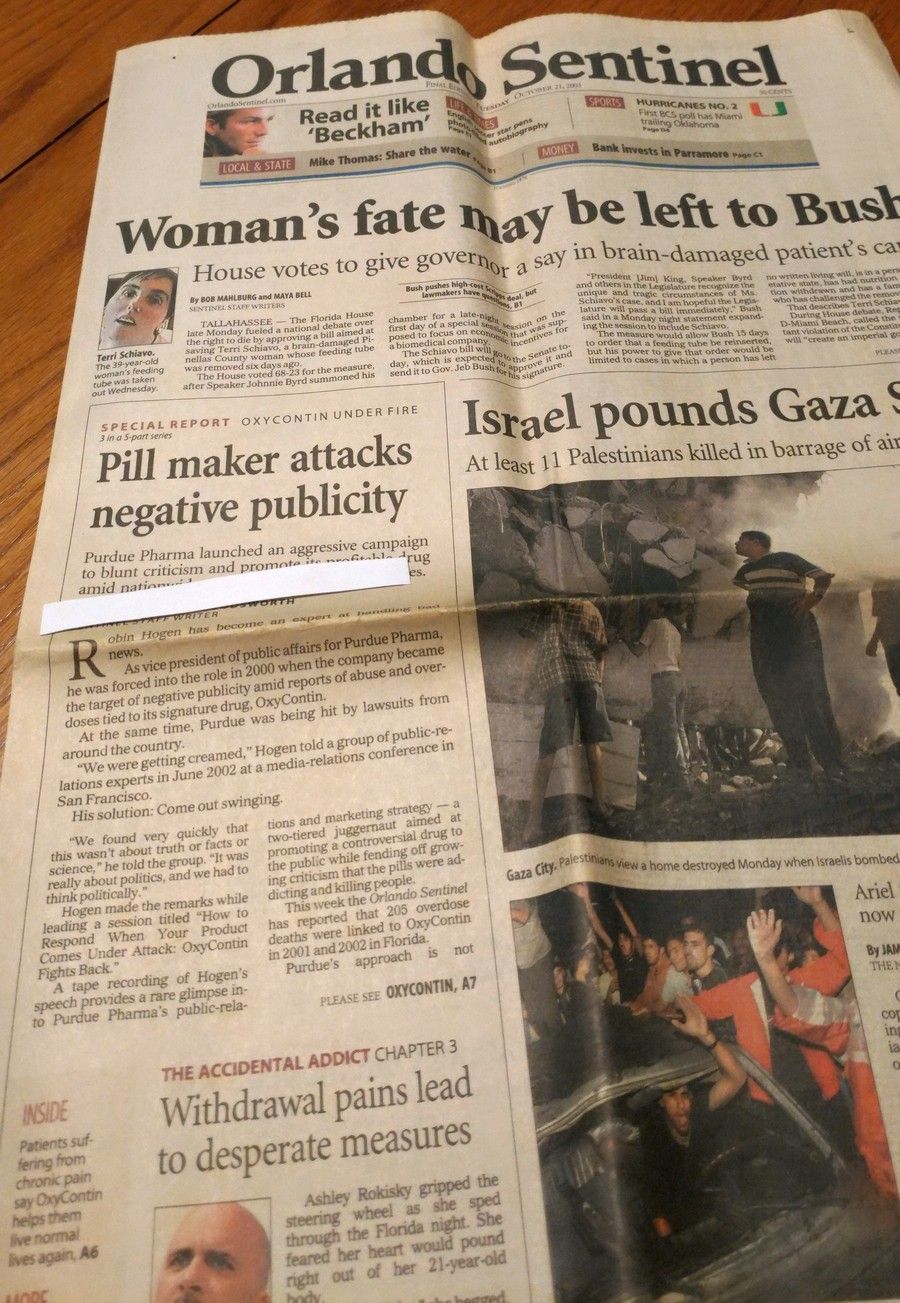 Orlando Sentinel
OrlandoSentinel.com
FINAL EDITION
TUESDAY, OCTOBER 21, 2003
50 CENTS
Read it like
'Beckham'
autobiography
SPORTS
HURRICANES NO. 2
First BCS poll has Miami
trailing Oklahoma
Page D4
LOCAL & STATE
Mike Thomas: Share the water
B1
MONEY
Bank invests in Parramore Page C1
Woman's fate may be left to Bush
House votes to give governor a say in brain-damaged patient's
Terri Schiavo.
The 39-year-old
woman's feeding
tube was taken
out Wednesday.
By BOB MAHLBURG and MAYA BELL
SENTINEL STAFF WRITERS
TALLAHASSEE — The Florida House
late Monday fueled a national debate over
the right to die by approving a bill aimed at
saving Terri Schiavo, a brain-damaged Pi-
nellas County woman whose feeding tube
was removed six days ago.
The House voted 68-23 for the measure,
after Speaker Johnnie Byrd summoned his
Bush pushes high-cost Scripps deal, but
lawmakers have questions, B1
chamber for a late-night session on the
first day of a special session that was sup-
posed to focus on economic incentives for
a biomedical company.
The Schiavo bill will go to the Senate to-
day, which is expected to approve it and
send it to Gov. Jeb Bush for his signature.
"President [Jim] King, Speaker Byrd
and others in the Legislature recognize the
unique and tragic circumstances of Ms.
Schiavo's case, and I am hopeful the Legis-
lature will pass a bill immediately," Bush
said in a Monday night statement expand-
ing the session to include Schiavo.
The measure would allow Bush 15 days
to order that a feeding tube be reinserted,
but his power to give that order would be
limited to cases in which a person has left
no written living will, is in a
etative state, has had nutrition
tion withdrawn and has a
who has challenged the
That describes Terri
During House debate,
D-Miami Beach, called the
tant violation of the
will "create an imperial
SPECIAL REPORT OXYCONTIN UNDER FIRE
3 in a 5-part series
Pill maker attacks
negative publicity
Purdue Pharma launched an aggressive campaign
to blunt criticism and promote its profitable drug
amid
STAFF WRITER
Robin Hogen has become an expert at handling bad
news.
As vice president of public affairs for Purdue Pharma,
he was forced into the role in 2000 when the company became
the target of negative publicity amid reports of abuse and over-
doses tied to its signature drug, OxyContin.
At the same time, Purdue was being hit by lawsuits from
around the country.
"We were getting creamed," Hogen told a group of public-re-
lations experts in June 2002 at a media-relations conference in
San Francisco.
His solution: Come out swinging.
"We found very quickly that
this wasn't about truth or facts or
science," he told the group. "It was
really about politics, and we had to
think politically."
Hogen made the remarks while
leading a session titled "How to
Respond When Your Product
Comes Under Attack: OxyContin
Fights Back."
A tape recording of Hogen's
speech provides a rare glimpse in-
to Purdue Pharma's public-rela-
tions and marketing strategy — a
two-tiered juggernaut aimed at
promoting a controversial drug to
the public while fending off grow-
ing criticism that the pills were ad-
dicting and killing people.
This week the Orlando Sentinel
has reported that 205 overdose
deaths were linked to OxyContin
in 2001 and 2002 in Florida.
Purdue's approach is not
PLEASE SEE OXYCONTIN, A7
Israel pounds Gaza
At least 11 Palestinians killed in barrage of
Gaza City. Palestinians view a home destroyed Monday when Israelis bombed
Ariel
now
THE ACCIDENTAL ADDICT CHAPTER 3
Withdrawal pains lead
to desperate measures
INSIDE
Patients suf-
fering from
chronic pain
say OxyContin
helps them
live normal
lives again, A6
MORE
Ashley Rokisky gripped the
steering wheel as she sped
through the Florida night. She
feared her heart would pound
right out of her 21-year-old
body.